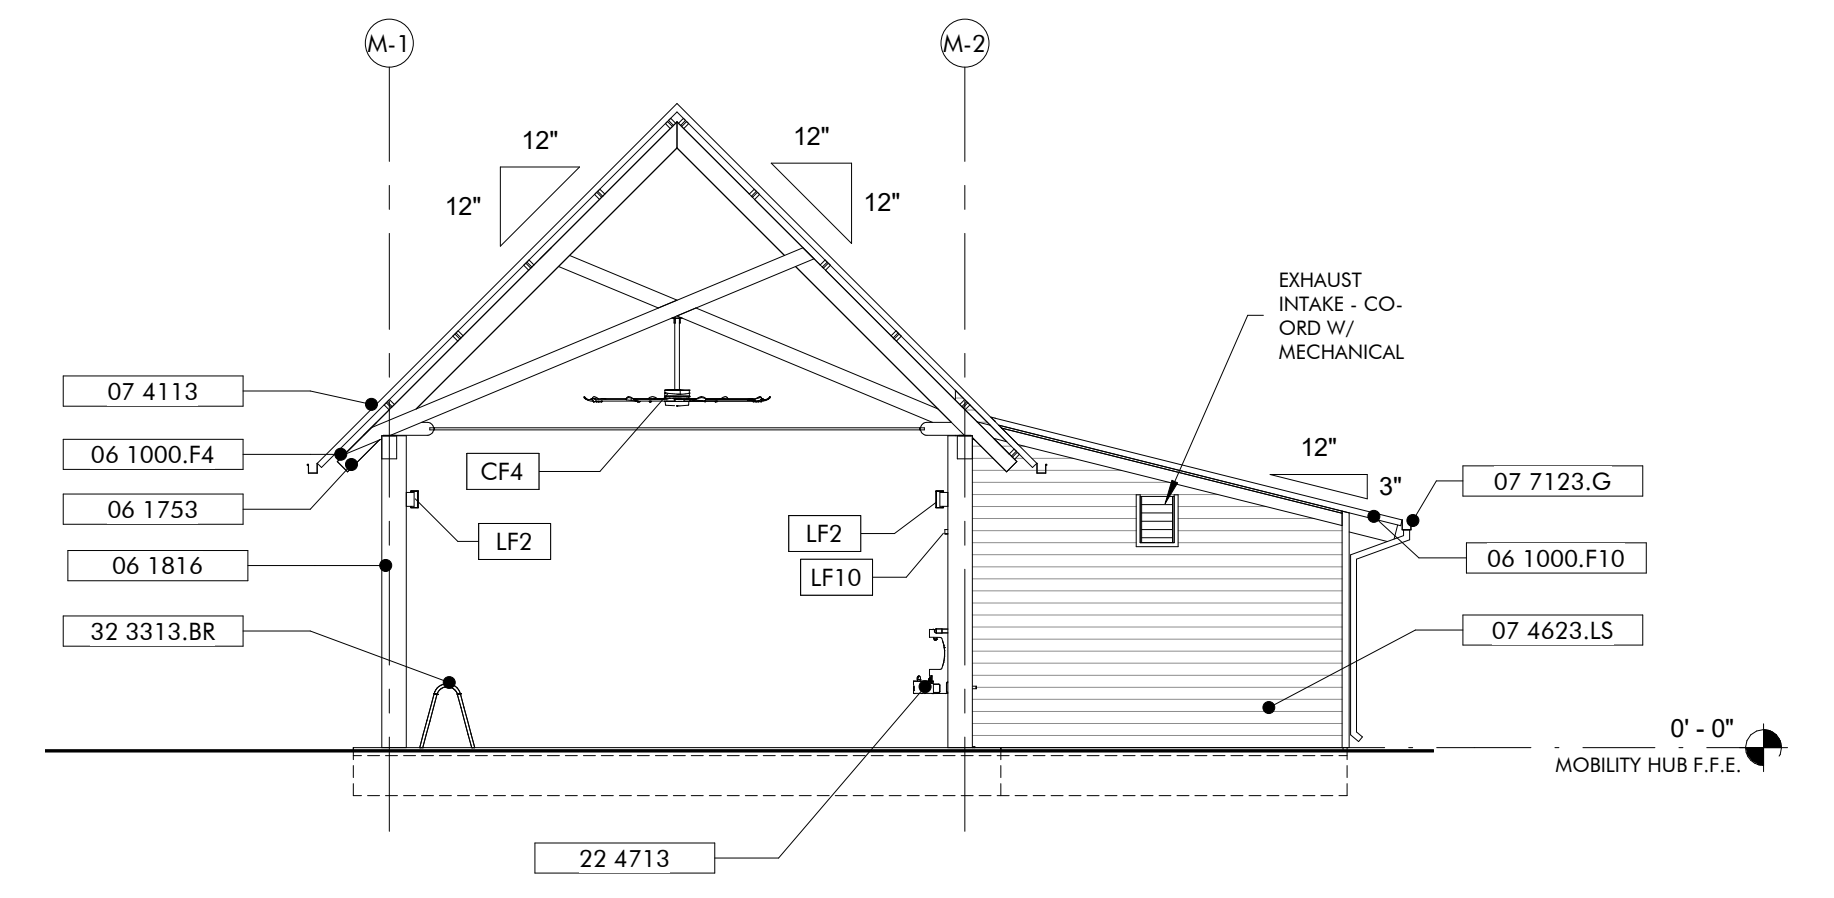 M-1
M-2
12"
12"
12"
12"
EXHAUST
INTAKE - CO-
ORD W/
MECHANICAL
07 4113
06 1000.F4
06 1753
06 1816
32 3313.BR
CF4
LF2
LF2
LF10
12"
3"
07 7123.G
06 1000.F10
07 4623.LS
0' - 0"
MOBILITY HUB F.F.E.
22 4713